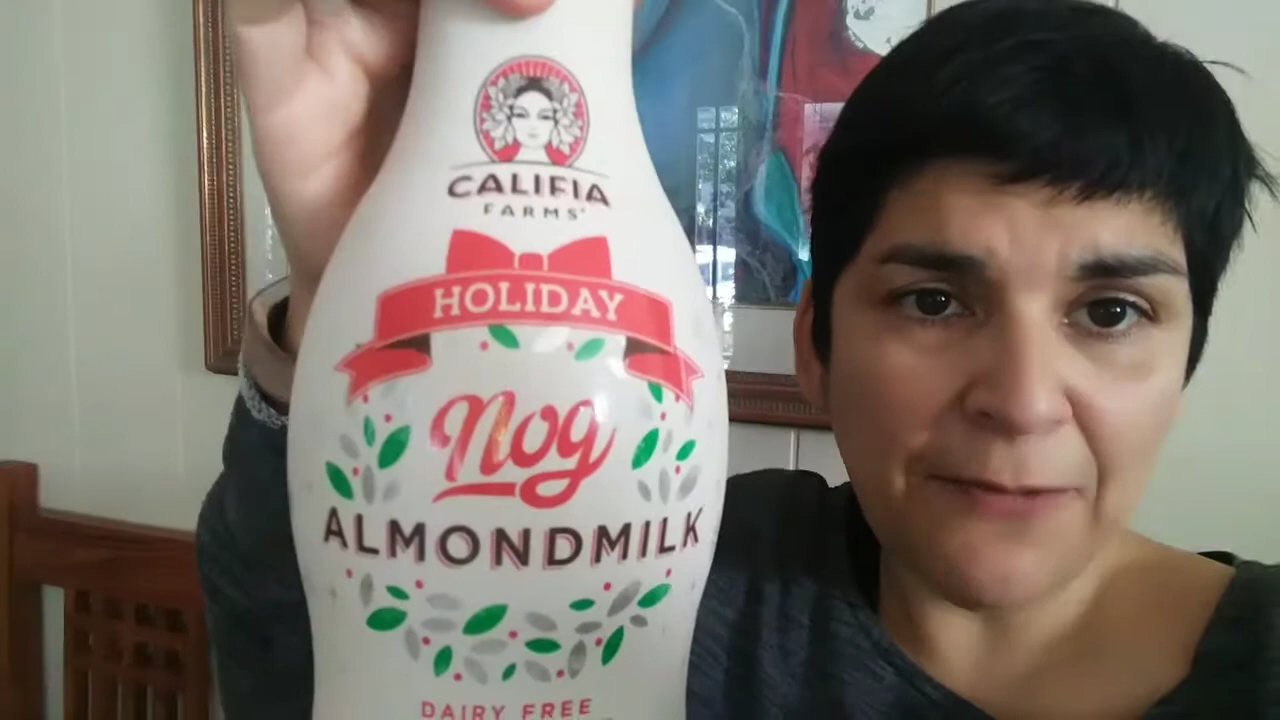 CALIFIA
FARMS
HOLIDAY
Nog
ALMONDMILK
DAIRY FREE